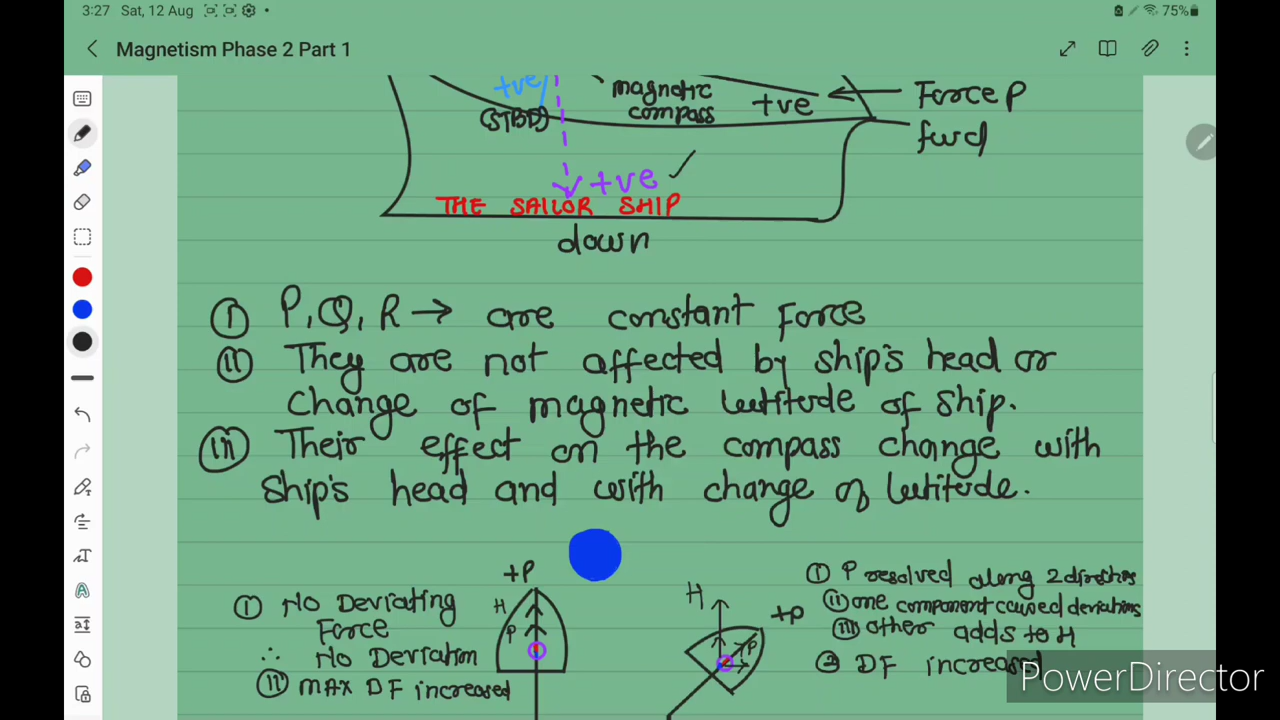 3:27 Sat, 12 Aug
75%
Magnetism Phase 2 Part 1
+ve
(STBD)
magnetic
compass
+ve
Force P
fwd
+ve
THE SAILOR SHIP
down
(i) P, Q, R → are constant Force
(ii) They are not affected by ship's head or
change of magnetic latitude of ship.
(iii) Their effect on the compass change with
ship's head and with change of latitude.
+P
(i) No Deviating
Force
∴ No Deviation
(ii) MAX DF increased
H
P
H
+P
P
(i) P resolved along 2 directions
(ii) one component caused deviations
(iii) other adds to H
(2) DF increased
PowerDirector